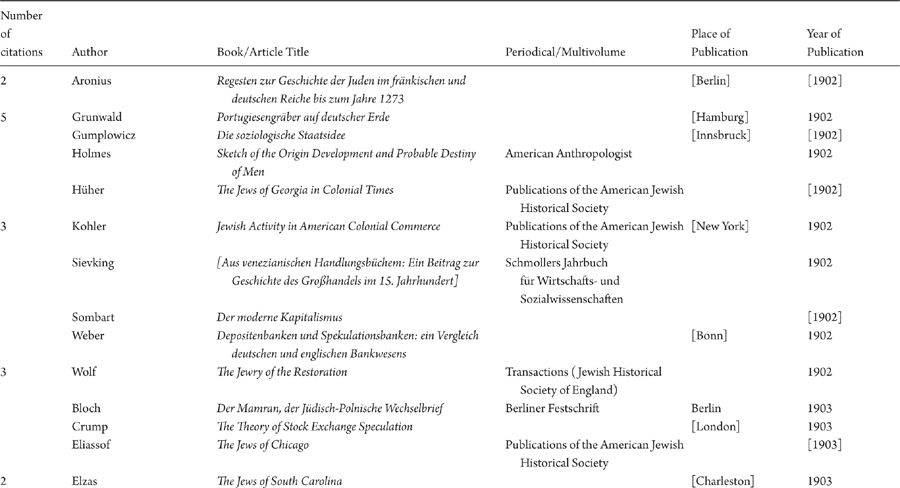 Number
of
citations Author Book/Article Title Periodical/Multivolume Place of Publication Year of Publication
2 Aronius Regesten zur Geschichte der Juden im fränkischen und [Berlin] [1902]
deutschen Reiche bis zum Jahre 1273
5 Grunwald Portugiesengräber auf deutscher Erde [Hamburg] 1902
Gumplowicz Die soziologische Staatsidee [Innsbruck] [1902]
Holmes Sketch of the Origin Development and Probable Destiny American Anthropologist 1902
of Men
Hüher The Jews of Georgia in Colonial Times Publications of the American Jewish [1902]
Historical Society
3 Kohler Jewish Activity in American Colonial Commerce Publications of the American Jewish [New York] 1902
Historical Society
Sievking [Aus venezianischen Handlungsbüchem: Ein Beitrag zur Schmollers Jahrbuch 1902
Geschichte des Großhandels im 15. Jahrhundert] für Wirtschafts- und
Sozialwissenschaften
Sombart Der moderne Kapitalismus [1902]
Weber Depositenbanken und Spekulationsbanken: ein Vergleich [Bonn] 1902
deutschen und englischen Bankwesens
3 Wolf The Jewry of the Restoration Transactions (Jewish Historical 1902
Society of England)
Bloch Der Mamran, der Jüdisch-Polnische Wechselbrief Berliner Festschrift Berlin 1903
Crump The Theory of Stock Exchange Speculation [London] 1903
Eliassof The Jews of Chicago Publications of the American Jewish [1903]
Historical Society
2 Elzas The Jews of South Carolina [Charleston] 1903